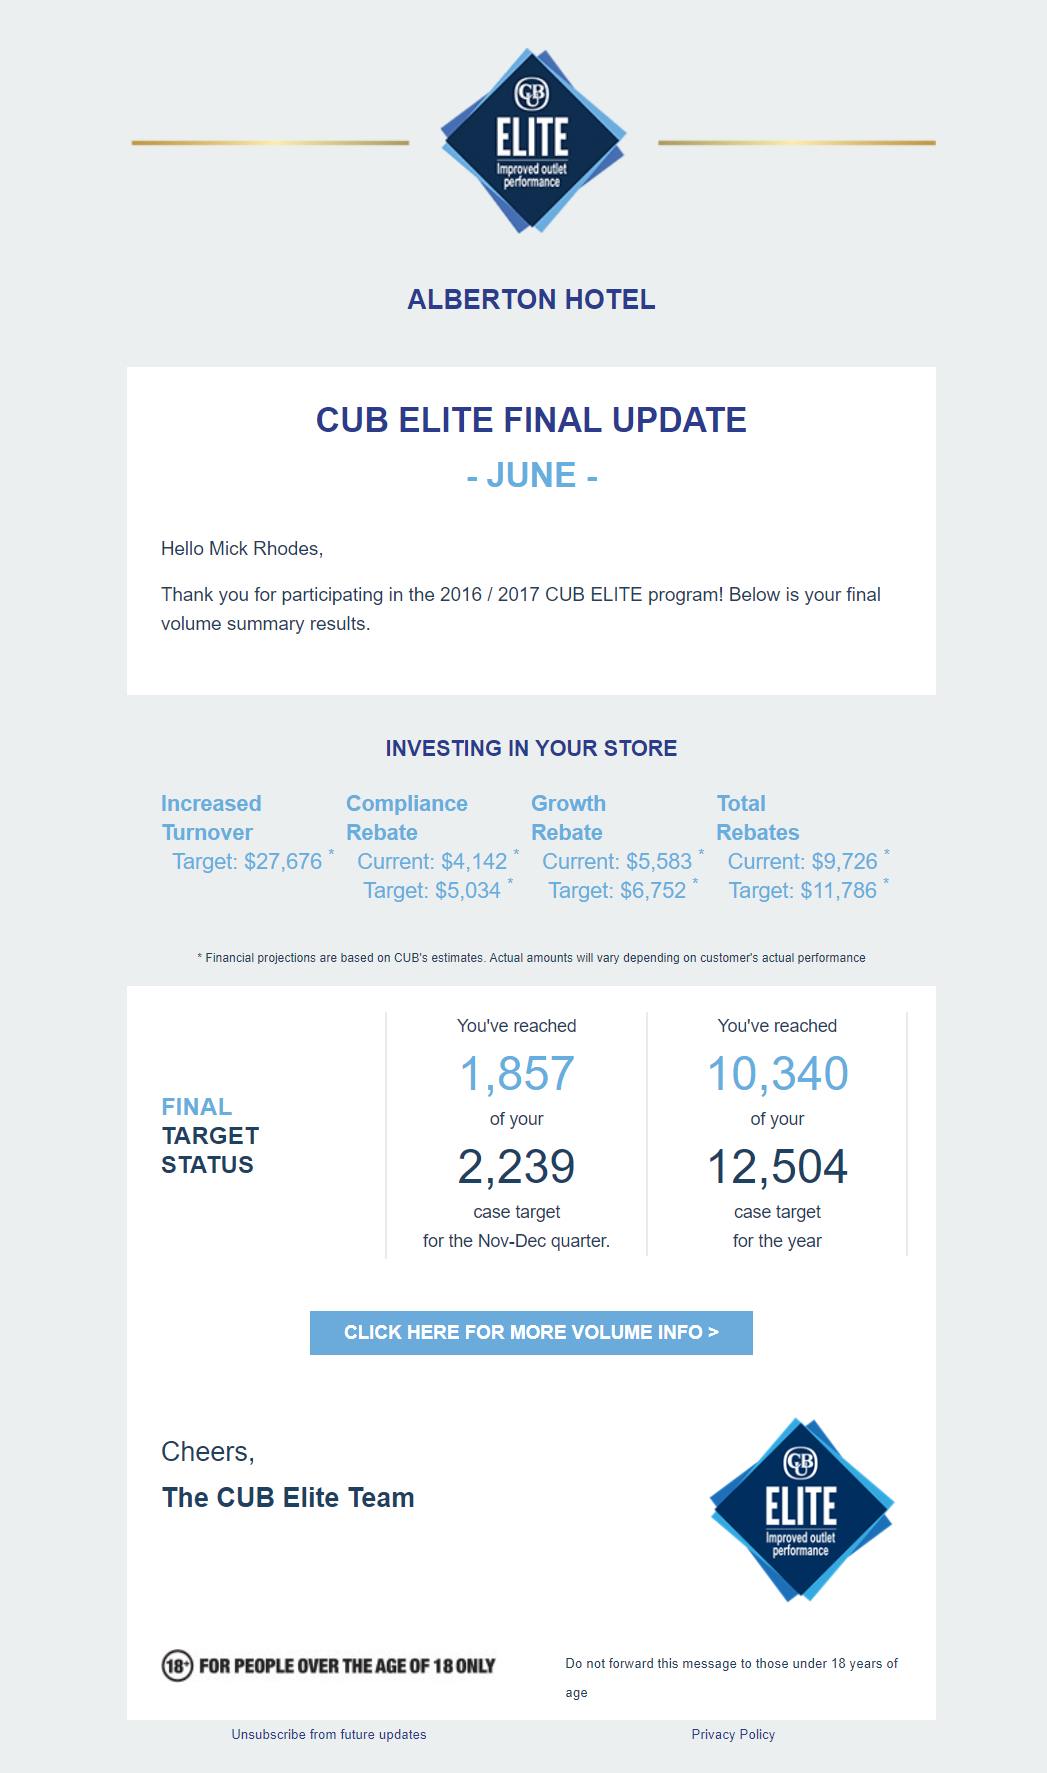 CUB
ELITE
Improved outlet
performance
ALBERTON HOTEL
CUB ELITE FINAL UPDATE
- JUNE -
Hello Mick Rhodes,
Thank you for participating in the 2016 / 2017 CUB ELITE program! Below is your final
volume summary results.
INVESTING IN YOUR STORE
Increased
Turnover
Target: $27,676 *
Compliance
Rebate
Current: $4,142 *
Target: $5,034 *
Growth
Rebate
Current: $5,583 *
Target: $6,752 *
Total
Rebates
Current: $9,726 *
Target: $11,786 *
* Financial projections are based on CUB's estimates. Actual amounts will vary depending on customer's actual performance
FINAL
TARGET
STATUS
You've reached
1,857
of your
2,239
case target
for the Nov-Dec quarter.
You've reached
10,340
of your
12,504
case target
for the year
CLICK HERE FOR MORE VOLUME INFO >
Cheers,
The CUB Elite Team
CUB
ELITE
Improved outlet
performance
18+ FOR PEOPLE OVER THE AGE OF 18 ONLY
Do not forward this message to those under 18 years of
age
Unsubscribe from future updates
Privacy Policy